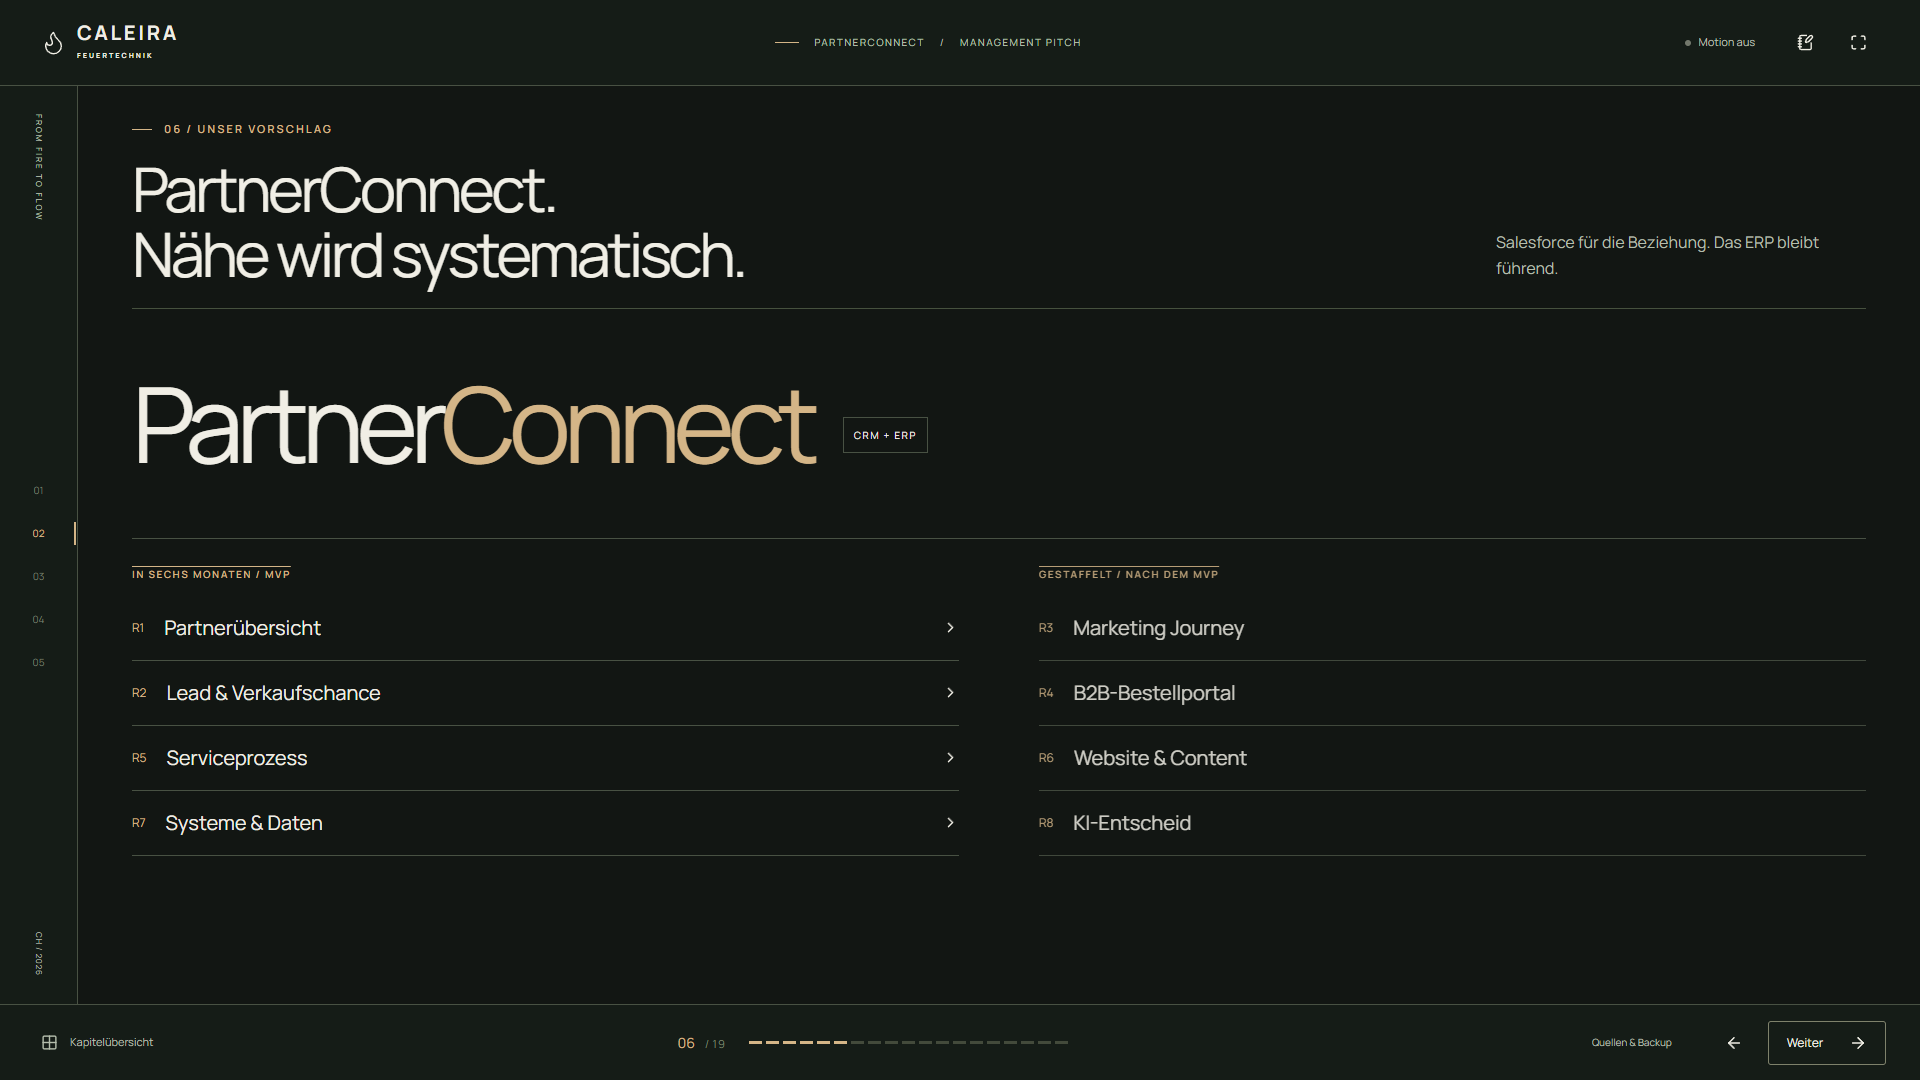 CALEIRA
FEUERTECHNIK
PARTNERCONNECT / MANAGEMENT PITCH
Motion aus
FROM FIRE TO FLOW
06 / UNSER VORSCHLAG
PartnerConnect.
Nähe wird systematisch.
Salesforce für die Beziehung. Das ERP bleibt
führend.
PartnerConnect
CRM + ERP
01
02
03
04
05
IN SECHS MONATEN / MVP
R1 Partnerübersicht
R2 Lead & Verkaufschance
R5 Serviceprozess
R7 Systeme & Daten
GESTAFFELT / NACH DEM MVP
R3 Marketing Journey
R4 B2B-Bestellportal
R6 Website & Content
R8 KI-Entscheid
CH / 2026
Kapitelübersicht
06 / 19
Quellen & Backup
Weiter